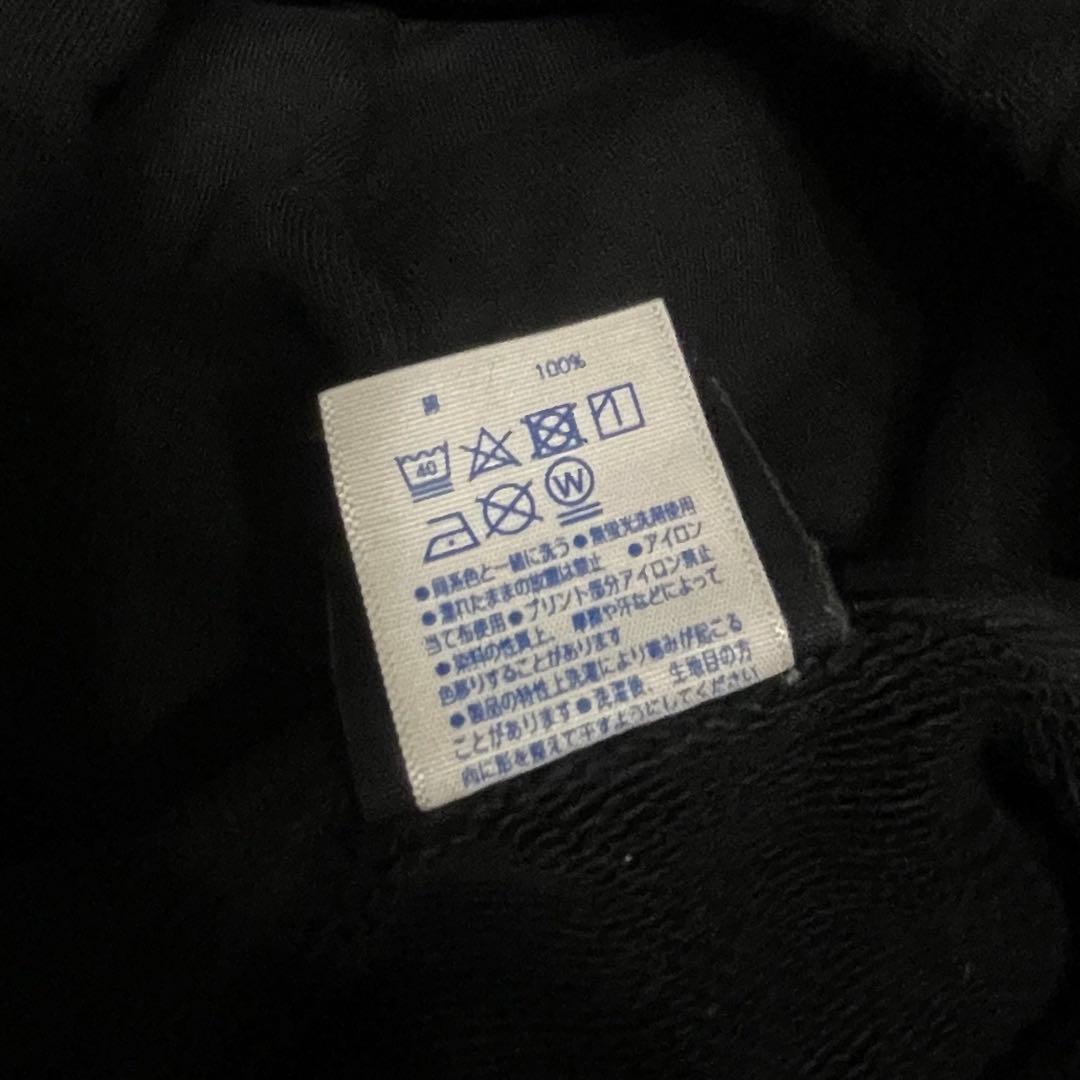 綿 100%
40
W
●同系色と一緒に洗う●無蛍光洗剤使用
●濡れたままの放置は禁止 ●アイロン
当て布使用●プリント部分アイロン禁止
●染料の性質上、摩擦や汗などによって
色移りすることがあります
●製品の特性上洗濯により縮みが起こる
ことがあります●洗濯後、生地目の方
向に形を整えて干すようにしてください